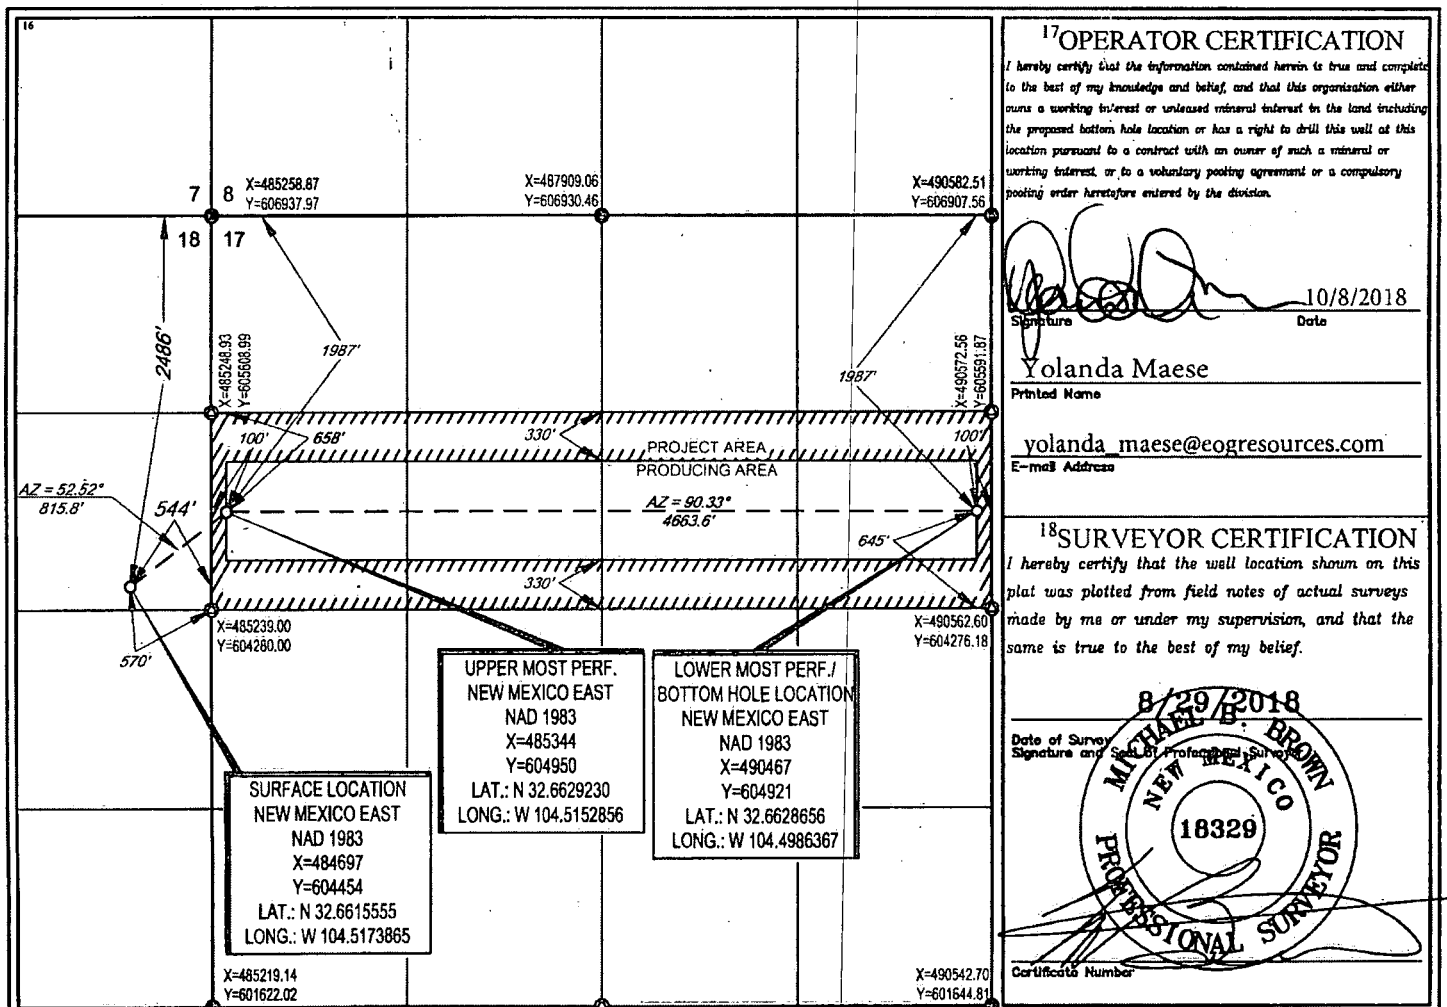 16
X=485258.87
Y=606937.97
X=487909.06
Y=606930.46
X=490582.51
Y=606907.56
7 8
18 17
2486'
1987'
1987'
X=485248.93
Y=605608.99
X=490572.56
Y=605591.87
100'
658'
330'
PROJECT AREA
PRODUCING AREA
100'
AZ = 52.52°
815.8'
544'
AZ = 90.33°
4663.6'
645'
330'
570'
X=485239.00
Y=604280.00
X=490562.60
Y=604276.18
UPPER MOST PERF.
NEW MEXICO EAST
NAD 1983
X=485344
Y=604950
LAT.: N 32.6629230
LONG.: W 104.5152856
LOWER MOST PERF./
BOTTOM HOLE LOCATION
NEW MEXICO EAST
NAD 1983
X=490467
Y=604921
LAT.: N 32.6628656
LONG.: W 104.4986367
SURFACE LOCATION
NEW MEXICO EAST
NAD 1983
X=484697
Y=604454
LAT.: N 32.6615555
LONG.: W 104.5173865
X=485219.14
Y=601622.02
X=490542.70
Y=601644.81
17OPERATOR CERTIFICATION
I hereby certify that the information contained herein is true and complete
to the best of my knowledge and belief, and that this organization either
owns a working interest or unleased mineral interest in the land including
the proposed bottom hole location or has a right to drill this well at this
location pursuant to a contract with an owner of such a mineral or
working interest, or to a voluntary pooling agreement or a compulsory
pooling order heretofore entered by the division.
10/8/2018
Signature Date
Yolanda Maese
Printed Name
yolanda_maese@eogresources.com
E-mail Address
18SURVEYOR CERTIFICATION
I hereby certify that the well location shown on this
plat was plotted from field notes of actual surveys
made by me or under my supervision, and that the
same is true to the best of my belief.
8/29/2018
Date of Survey
Signature and Seal of Professional Surveyor
MICHAEL B. BROWN
NEW MEXICO
18329
PROFESSIONAL SURVEYOR
Certificate Number